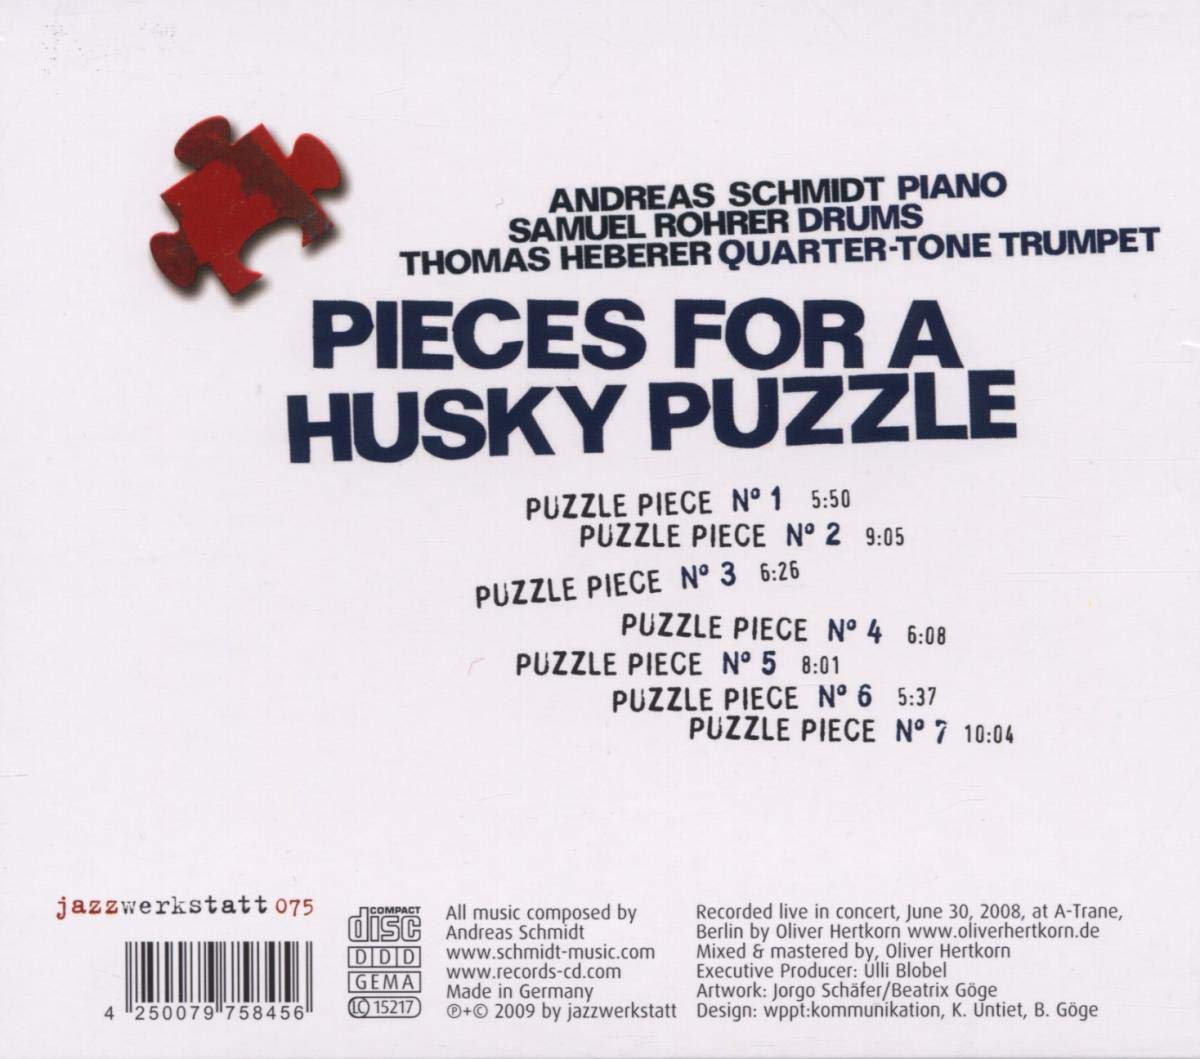 ANDREAS SCHMIDT PIANO
SAMUEL ROHRER DRUMS
THOMAS HEBERER QUARTER-TONE TRUMPET
PIECES FOR A
HUSKY PUZZLE
PUZZLE PIECE Nº 1 5:50
PUZZLE PIECE Nº 2 9:05
PUZZLE PIECE Nº 3 6:26
PUZZLE PIECE Nº 4 6:08
PUZZLE PIECE Nº 5 8:01
PUZZLE PIECE Nº 6 5:37
PUZZLE PIECE Nº 7 10:04
jazzwerkstatt 075
4 250079 758456
COMPACT
disc
DDD
GEMA
LC 15217
All music composed by
Andreas Schmidt
www.schmidt-music.com
www.records-cd.com
Made in Germany
℗+© 2009 by jazzwerkstatt
Recorded live in concert, June 30, 2008, at A-Trane,
Berlin by Oliver Hertkorn www.oliverhertkorn.de
Mixed & mastered by, Oliver Hertkorn
Executive Producer: Ulli Blobel
Artwork: Jorgo Schäfer/Beatrix Göge
Design: wppt:kommunikation, K. Untiet, B. Göge